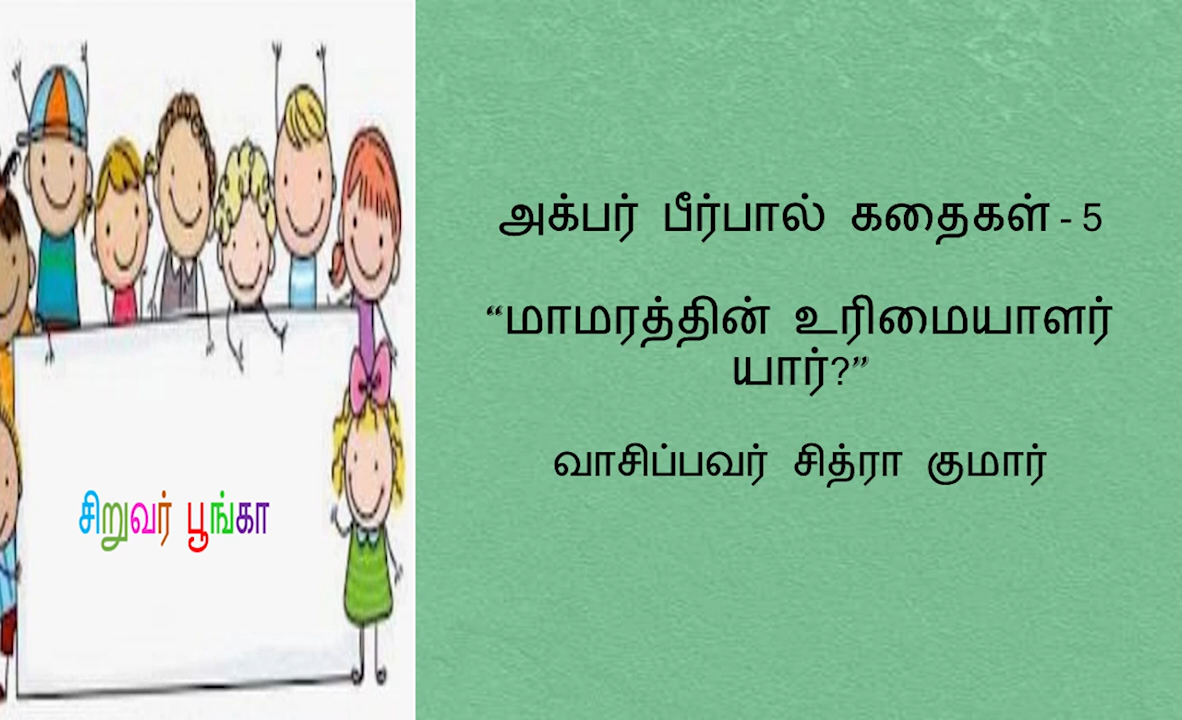 சிறுவர் பூங்கா
அக்பர் பீர்பால் கதைகள் - 5
“மாமரத்தின் உரிமையாளர்
யார்?”
வாசிப்பவர் சித்ரா குமார்